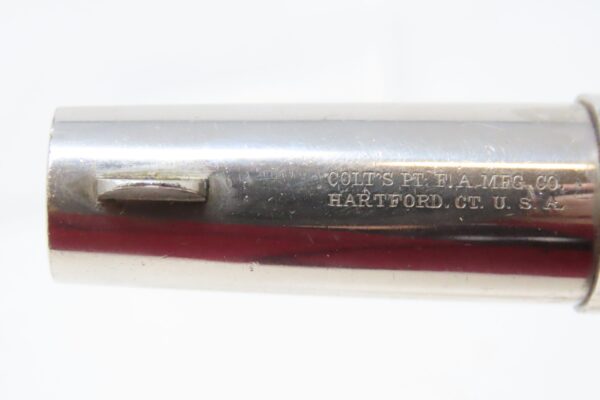 COLT'S PT. F. A. MFG. CO.
HARTFORD. CT. U. S. A.